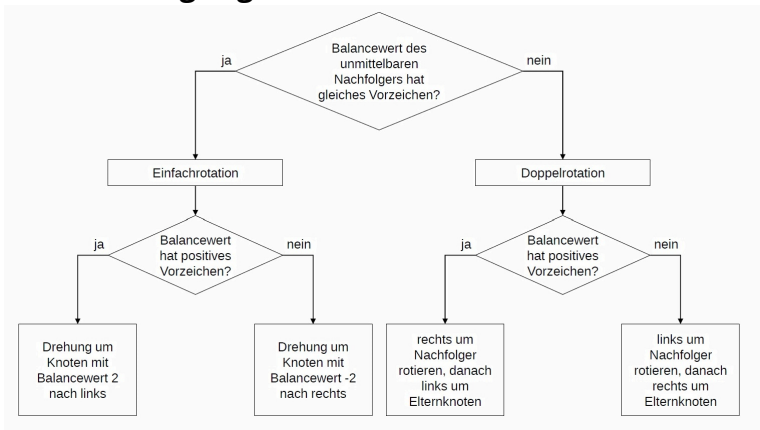 Balancewert des
unmittelbaren
Nachfolgers hat
gleiches Vorzeichen?
ja
nein
Einfachrotation
Doppelrotation
ja
Balancewert
hat positives
Vorzeichen?
nein
ja
Balancewert
hat positives
Vorzeichen?
nein
Drehung um
Knoten mit
Balancewert 2
nach links
Drehung um
Knoten mit
Balancewert -2
nach rechts
rechts um
Nachfolger
rotieren, danach
links um
Elternknoten
links um
Nachfolger
rotieren, danach
rechts um
Elternknoten